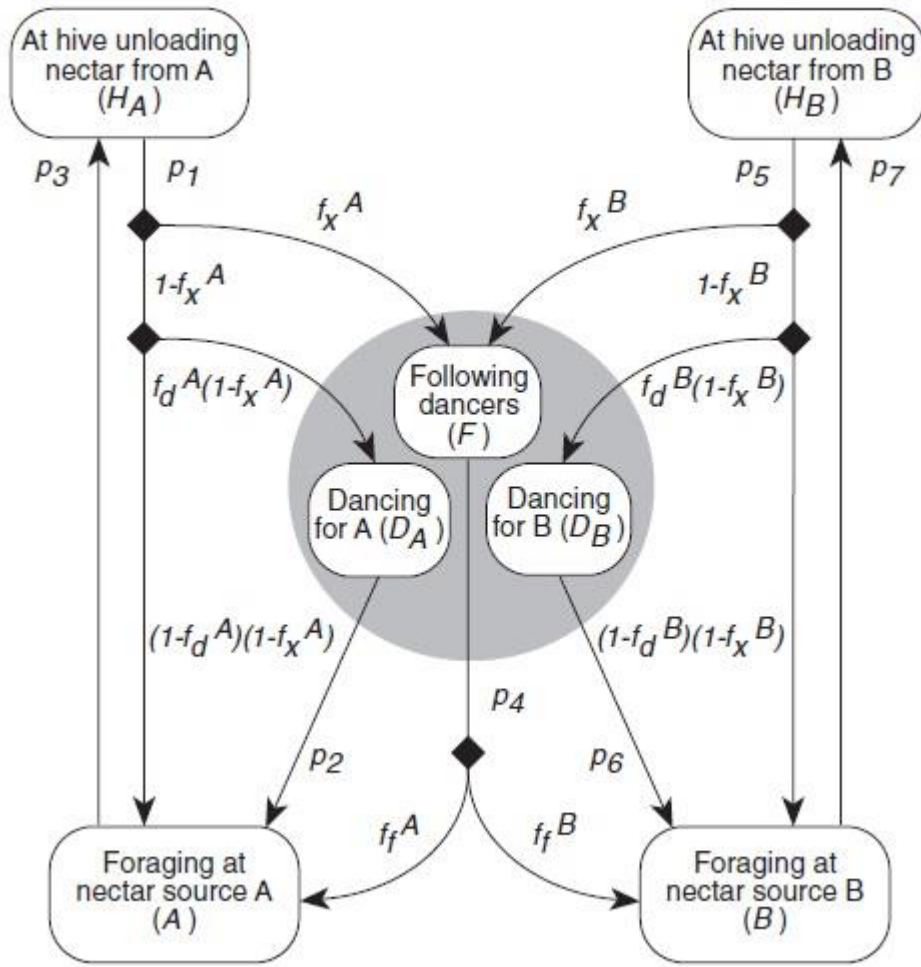 At hive unloading
nectar from A
(H_A)
At hive unloading
nectar from B
(H_B)
p_3
p_1
p_5
p_7
f_x^A
f_x^B
1-f_x^A
1-f_x^B
f_d^A(1-f_x^A)
Following
dancers
(F)
f_d^B(1-f_x^B)
Dancing
for A (D_A)
Dancing
for B (D_B)
(1-f_d^A)(1-f_x^A)
(1-f_d^B)(1-f_x^B)
p_4
p_2
p_6
f_f^A
f_f^B
Foraging at
nectar source A
(A)
Foraging at
nectar source B
(B)